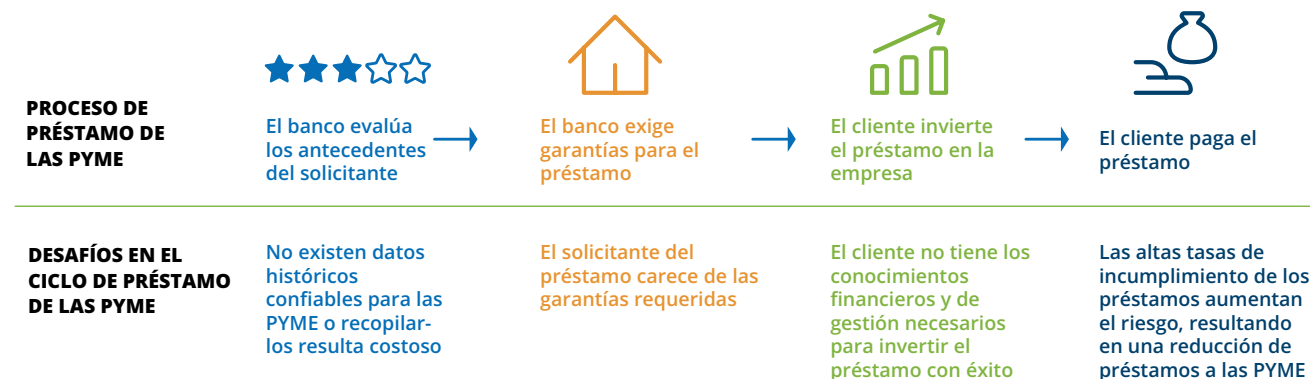 PROCESO DE
PRÉSTAMO DE
LAS PYME
El banco evalúa
los antecedentes
del solicitante
El banco exige
garantías para el
préstamo
El cliente invierte
el préstamo en la
empresa
El cliente paga el
préstamo
DESAFÍOS EN EL
CICLO DE PRÉSTAMO
DE LAS PYME
No existen datos
históricos
confiables para las
PYME o recopilar-
los resulta costoso
El solicitante del
préstamo carece de las
garantías requeridas
El cliente no tiene los
conocimientos
financieros y de
gestión necesarios
para invertir el
préstamo con éxito
Las altas tasas de
incumplimiento de los
préstamos aumentan
el riesgo, resultando
en una reducción de
préstamos a las PYME